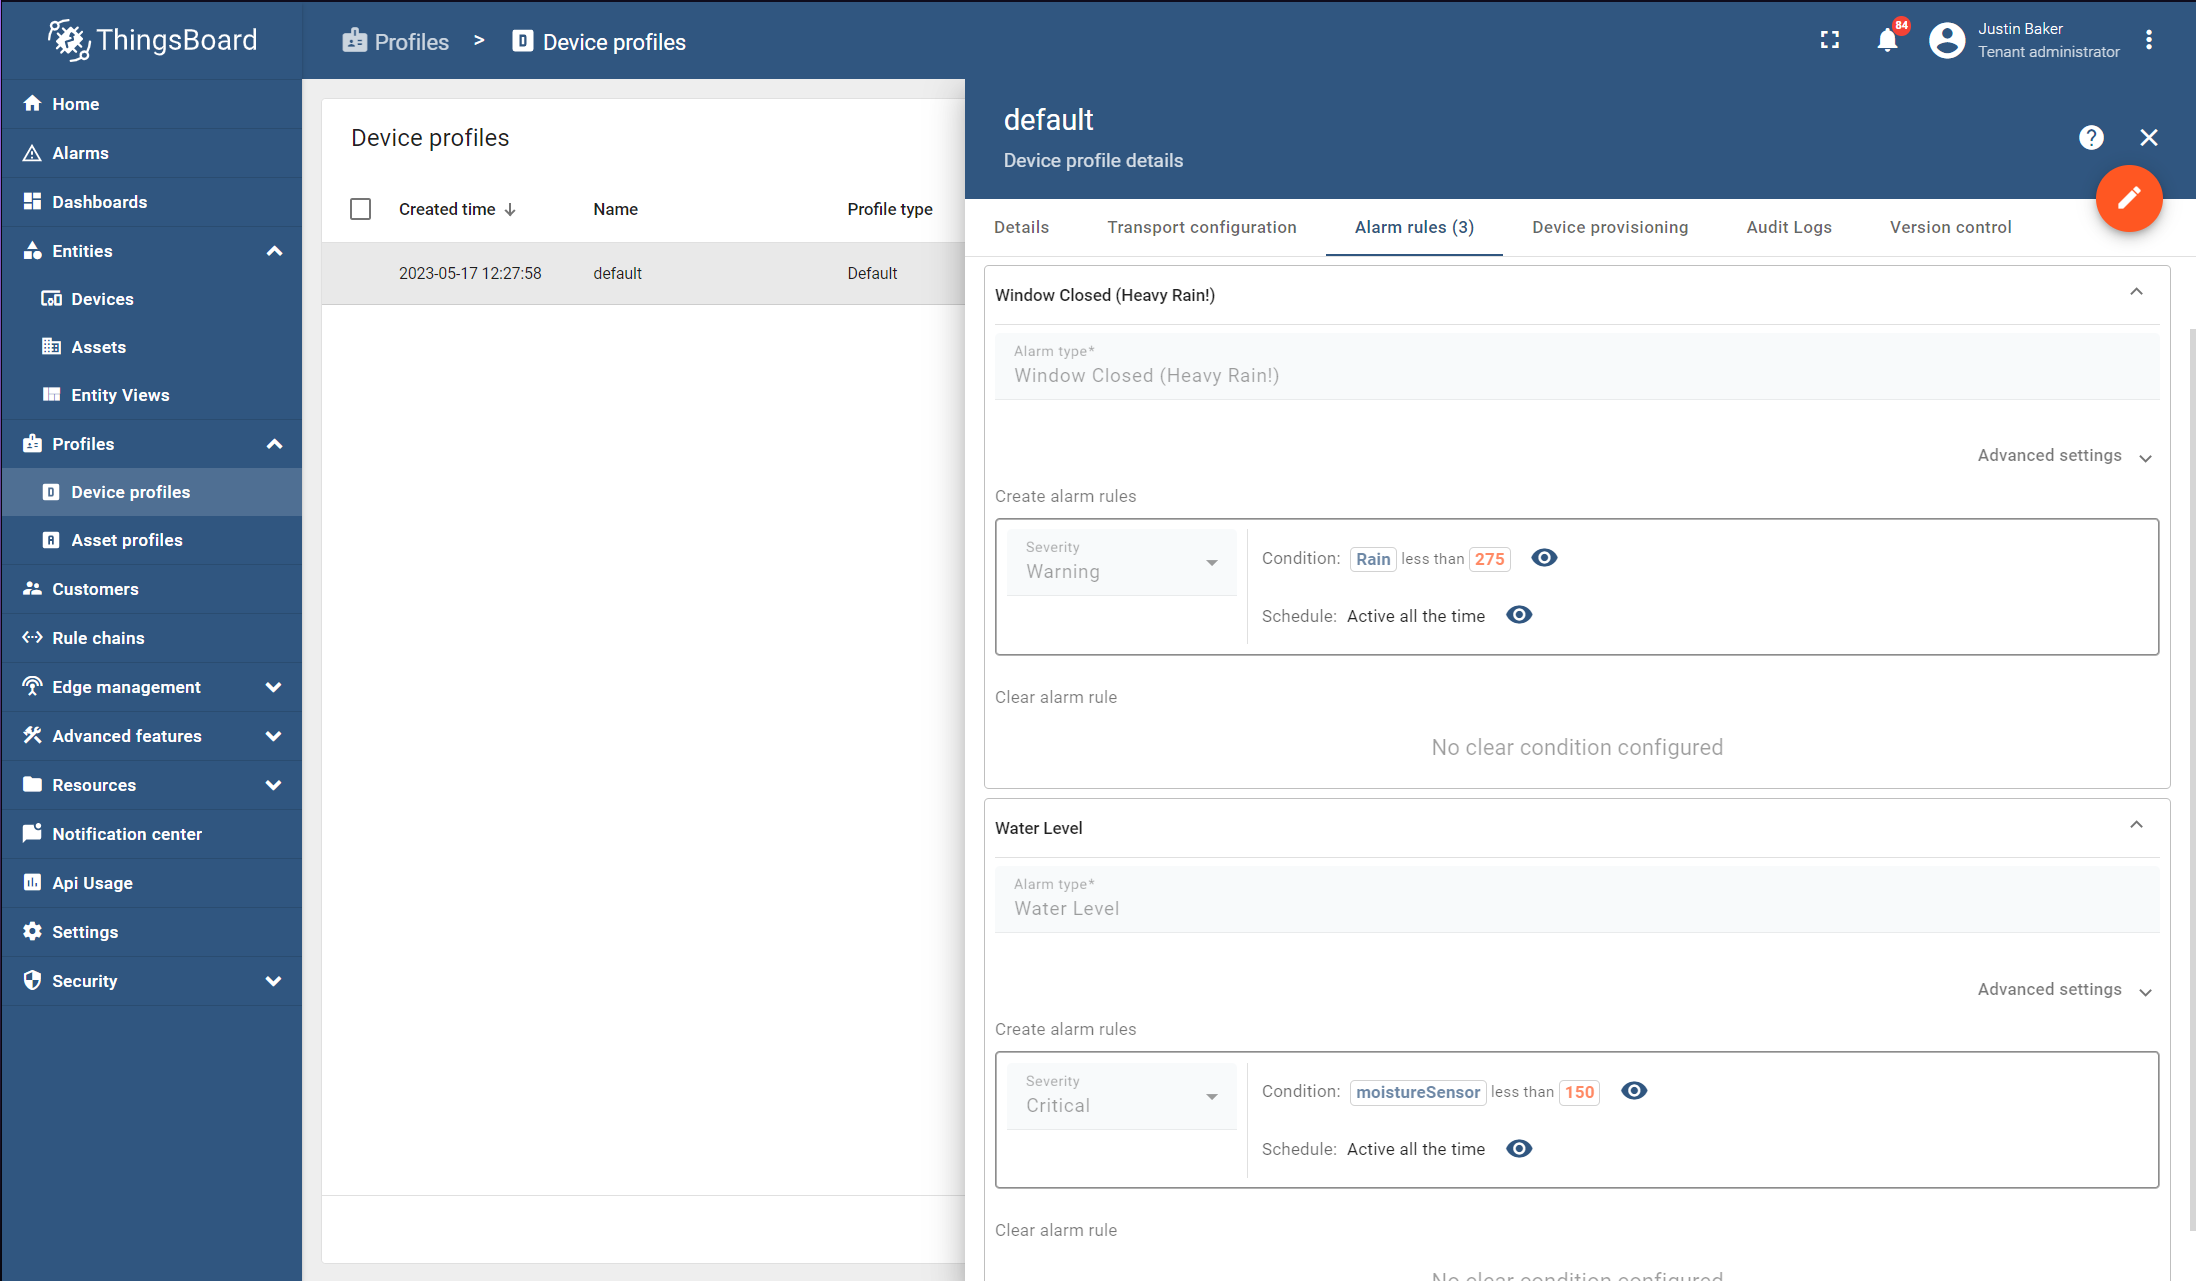 ThingsBoard
Profiles > Device profiles
84
Justin Baker
Tenant administrator
Home
Alarms
Dashboards
Entities
Devices
Assets
Entity Views
Profiles
Device profiles
Asset profiles
Customers
Rule chains
Edge management
Advanced features
Resources
Notification center
Api Usage
Settings
Security
Device profiles
Created time Name Profile type
2023-05-17 12:27:58 default Default
default
Device profile details
Details Transport configuration Alarm rules (3) Device provisioning Audit Logs Version control
Window Closed (Heavy Rain!)
Alarm type*
Window Closed (Heavy Rain!)
Advanced settings
Create alarm rules
Severity
Warning
Condition: Rain less than 275
Schedule: Active all the time
Clear alarm rule
No clear condition configured
Water Level
Alarm type*
Water Level
Advanced settings
Create alarm rules
Severity
Critical
Condition: moistureSensor less than 150
Schedule: Active all the time
Clear alarm rule
No clear condition configured